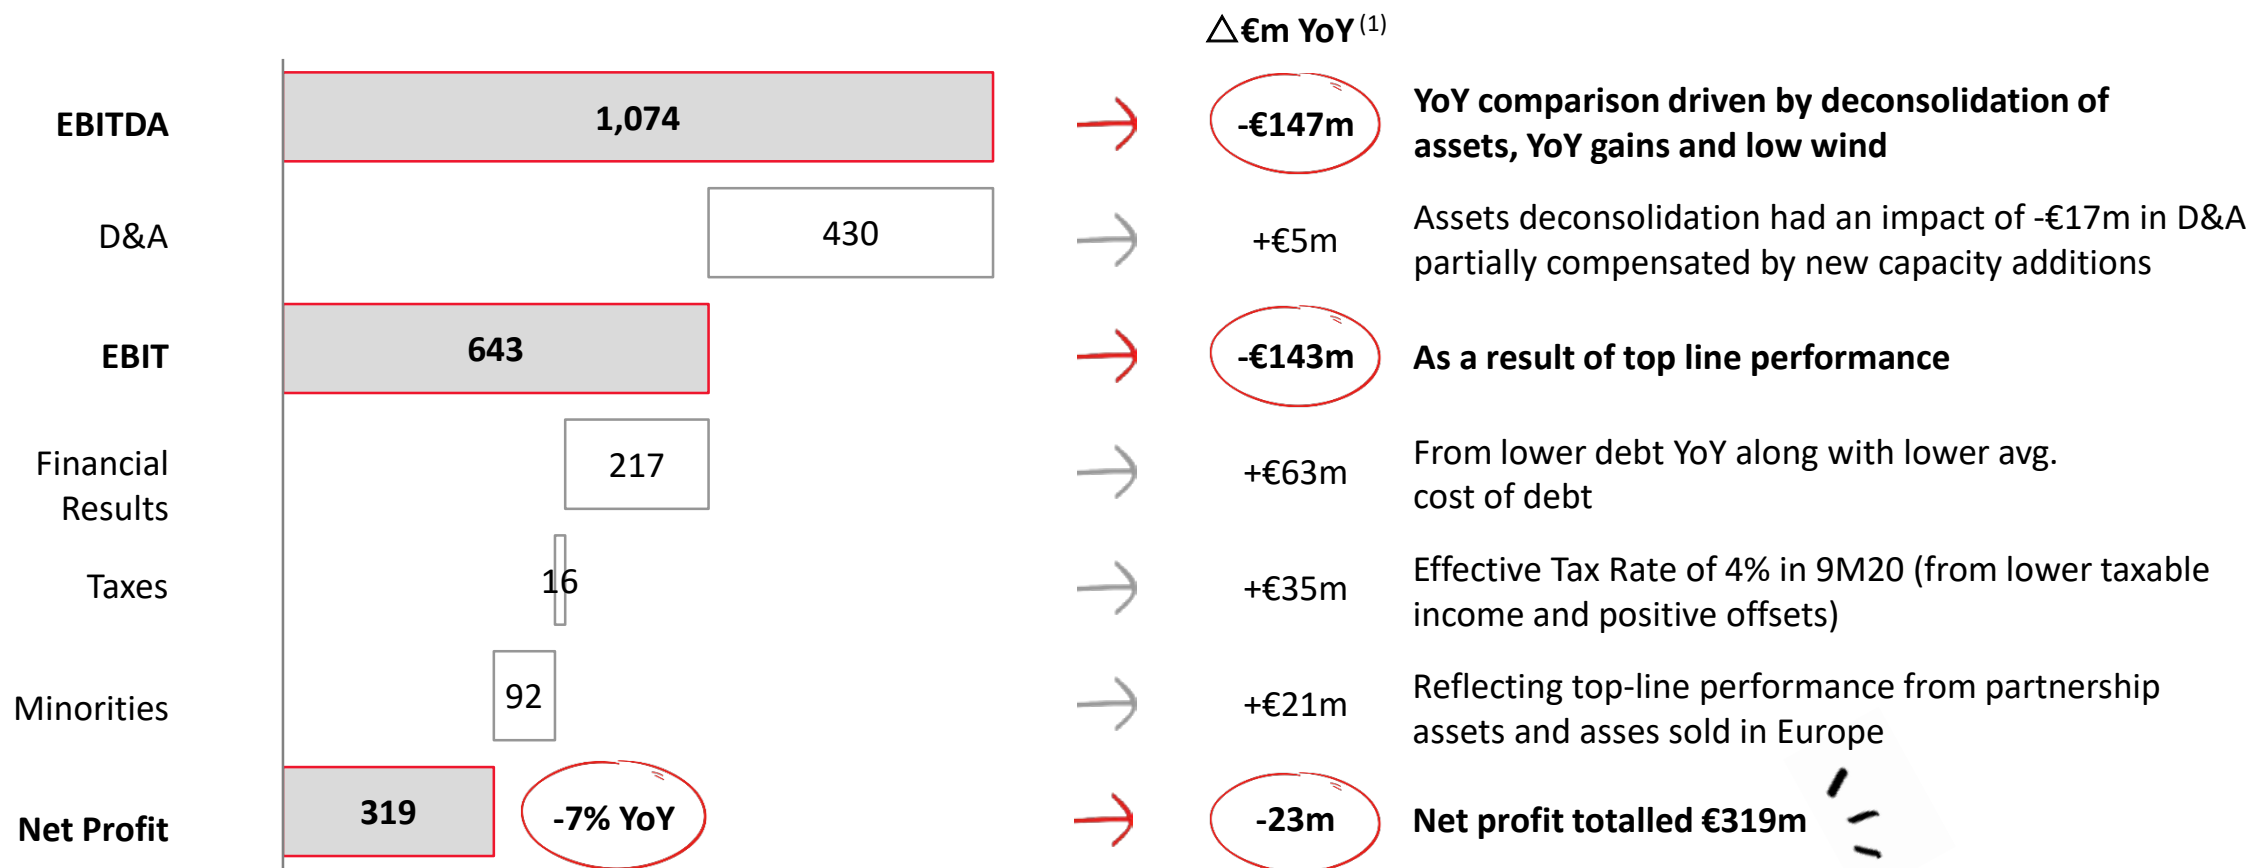 △€m YoY (1)
EBITDA
1,074
-€147m
YoY comparison driven by deconsolidation of
assets, YoY gains and low wind
D&A
430
+€5m
Assets deconsolidation had an impact of -€17m in D&A
partially compensated by new capacity additions
EBIT
643
-€143m
As a result of top line performance
Financial
Results
217
+€63m
From lower debt YoY along with lower avg.
cost of debt
Taxes
16
+€35m
Effective Tax Rate of 4% in 9M20 (from lower taxable
income and positive offsets)
Minorities
92
+€21m
Reflecting top-line performance from partnership
assets and asses sold in Europe
Net Profit
319
-7% YoY
-23m
Net profit totalled €319m